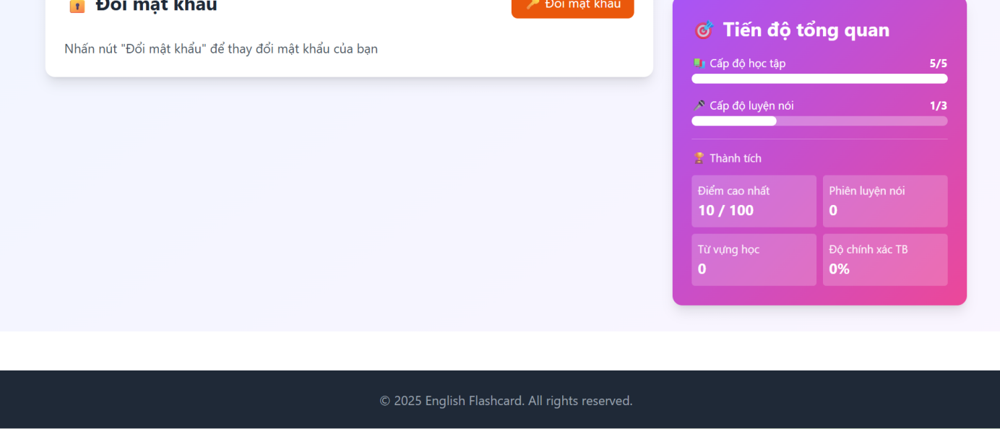 Đổi mật khẩu
Đổi mật khẩu
Nhấn nút "Đổi mật khẩu" để thay đổi mật khẩu của bạn
Tiến độ tổng quan
Cấp độ học tập 5/5
Cấp độ luyện nói 1/3
Thành tích
Điểm cao nhất
10 / 100
Phiên luyện nói
0
Từ vựng học
0
Độ chính xác TB
0%
© 2025 English Flashcard. All rights reserved.